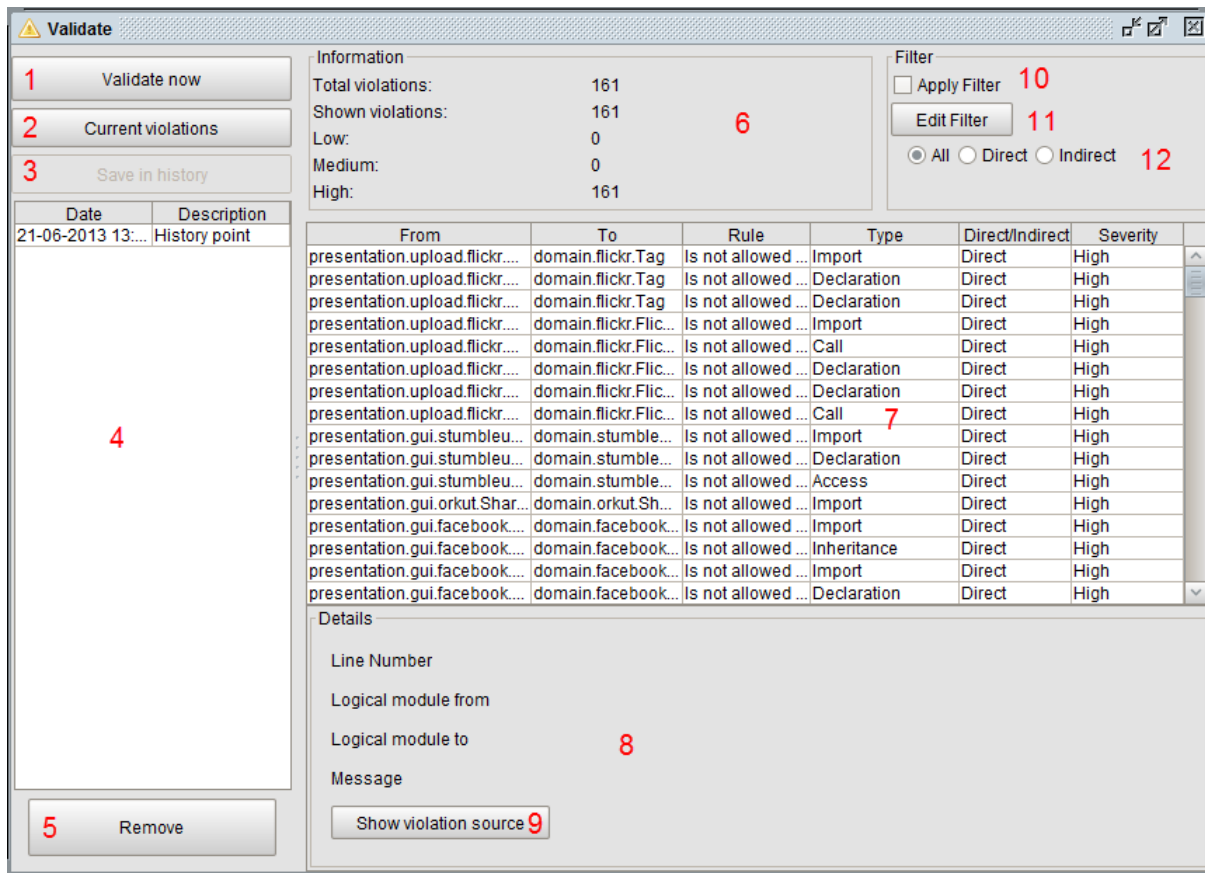 Validate
1 Validate now
2 Current violations
3 Save in history
Date Description
21-06-2013 13:... History point
4
5 Remove
Information
Total violations: 161
Shown violations: 161
Low: 0
Medium: 0
High: 161
6
Filter
Apply Filter 10
Edit Filter 11
All Direct Indirect 12
From To Rule Type Direct/Indirect Severity
presentation.upload.flickr.... domain.flickr.Tag Is not allowed ... Import Direct High
presentation.upload.flickr.... domain.flickr.Tag Is not allowed ... Declaration Direct High
presentation.upload.flickr.... domain.flickr.Tag Is not allowed ... Declaration Direct High
presentation.upload.flickr.... domain.flickr.Flic... Is not allowed ... Import Direct High
presentation.upload.flickr.... domain.flickr.Flic... Is not allowed ... Call Direct High
presentation.upload.flickr.... domain.flickr.Flic... Is not allowed ... Declaration Direct High
presentation.upload.flickr.... domain.flickr.Flic... Is not allowed ... Declaration Direct High
presentation.upload.flickr.... domain.flickr.Flic... Is not allowed ... Call 7 Direct High
presentation.gui.stumbleu... domain.stumble... Is not allowed ... Import Direct High
presentation.gui.stumbleu... domain.stumble... Is not allowed ... Declaration Direct High
presentation.gui.stumbleu... domain.stumble... Is not allowed ... Access Direct High
presentation.gui.orkut.Shar... domain.orkut.Sh... Is not allowed ... Import Direct High
presentation.gui.facebook.... domain.facebook... Is not allowed ... Import Direct High
presentation.gui.facebook.... domain.facebook... Is not allowed ... Inheritance Direct High
presentation.gui.facebook.... domain.facebook... Is not allowed ... Import Direct High
presentation.gui.facebook.... domain.facebook... Is not allowed ... Declaration Direct High
Details
Line Number
Logical module from
Logical module to 8
Message
Show violation source 9